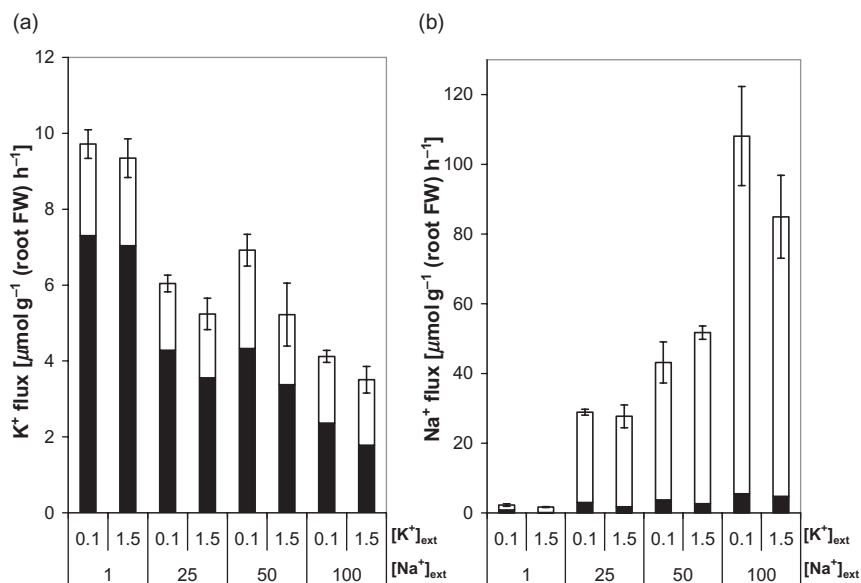 (a)
K⁺ flux [μmol g⁻¹ (root FW) h⁻¹]
12
10
8
6
4
2
0
0.1 1.5 0.1 1.5 0.1 1.5 0.1 1.5 [K⁺]ext
1 25 50 100 [Na⁺]ext
(b)
Na⁺ flux [μmol g⁻¹ (root FW) h⁻¹]
120
100
80
60
40
20
0
0.1 1.5 0.1 1.5 0.1 1.5 0.1 1.5 [K⁺]ext
1 25 50 100 [Na⁺]ext